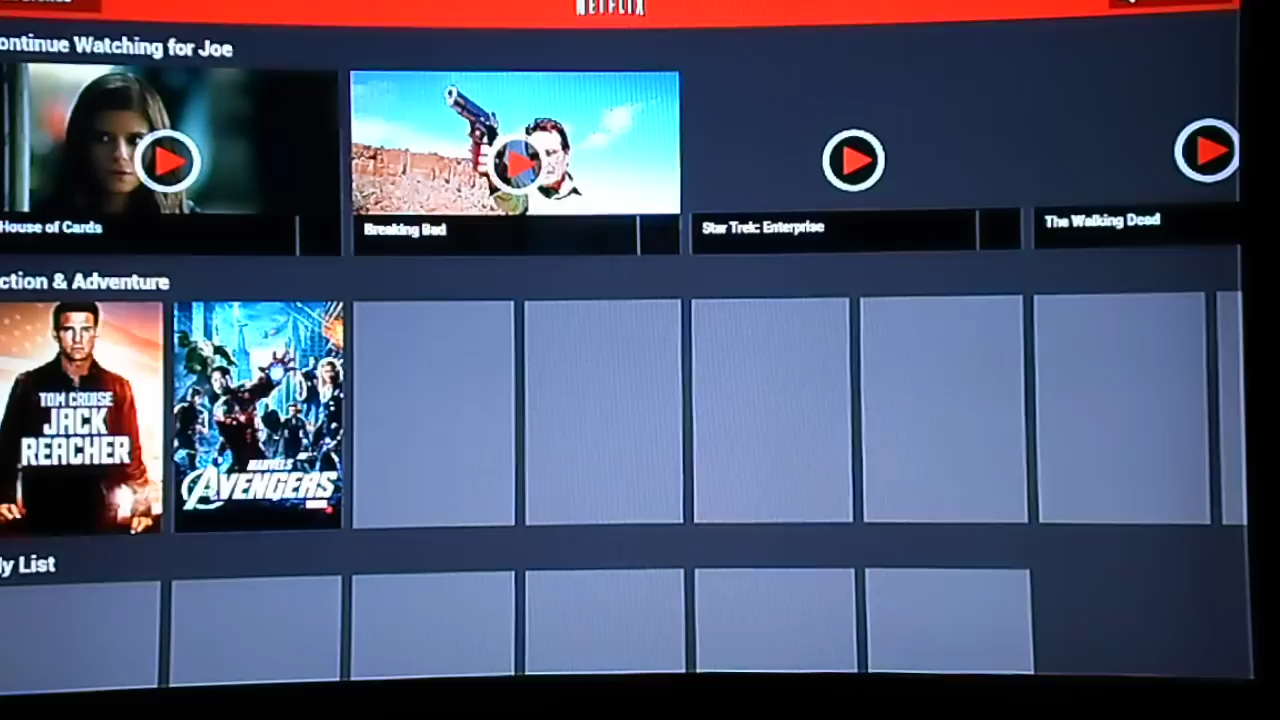 NETFLIX
ontinue Watching for Joe
House of Cards
Breaking Bad
Star Trek: Enterprise
The Walking Dead
ction & Adventure
TOM CRUISE
JACK
REACHER
MARVEL'S
AVENGERS
y List